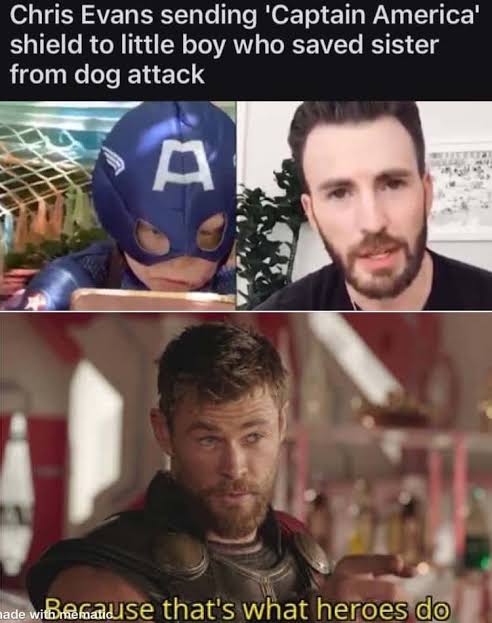 Chris Evans sending 'Captain America'
shield to little boy who saved sister
from dog attack
A
Because that's what heroes do
made with mematic